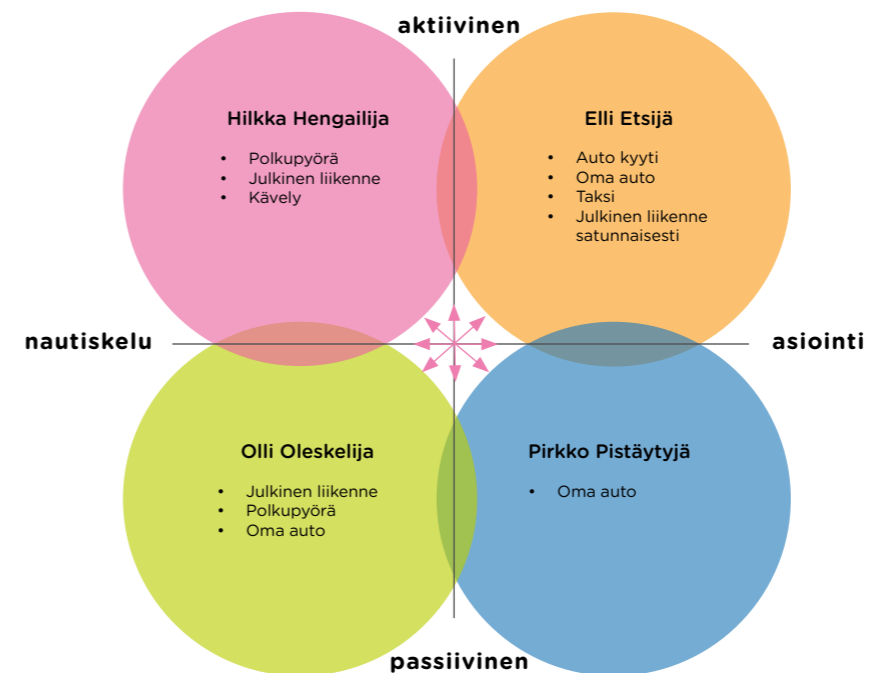 aktiivinen
Hilkka Hengailija
• Polkupyörä
• Julkinen liikenne
• Kävely
Elli Etsijä
• Auto kyyti
• Oma auto
• Taksi
• Julkinen liikenne
satunnaisesti
nautiskelu
asiointi
Olli Oleskelija
• Julkinen liikenne
• Polkupyörä
• Oma auto
Pirkko Pistäytyjä
• Oma auto
passiivinen